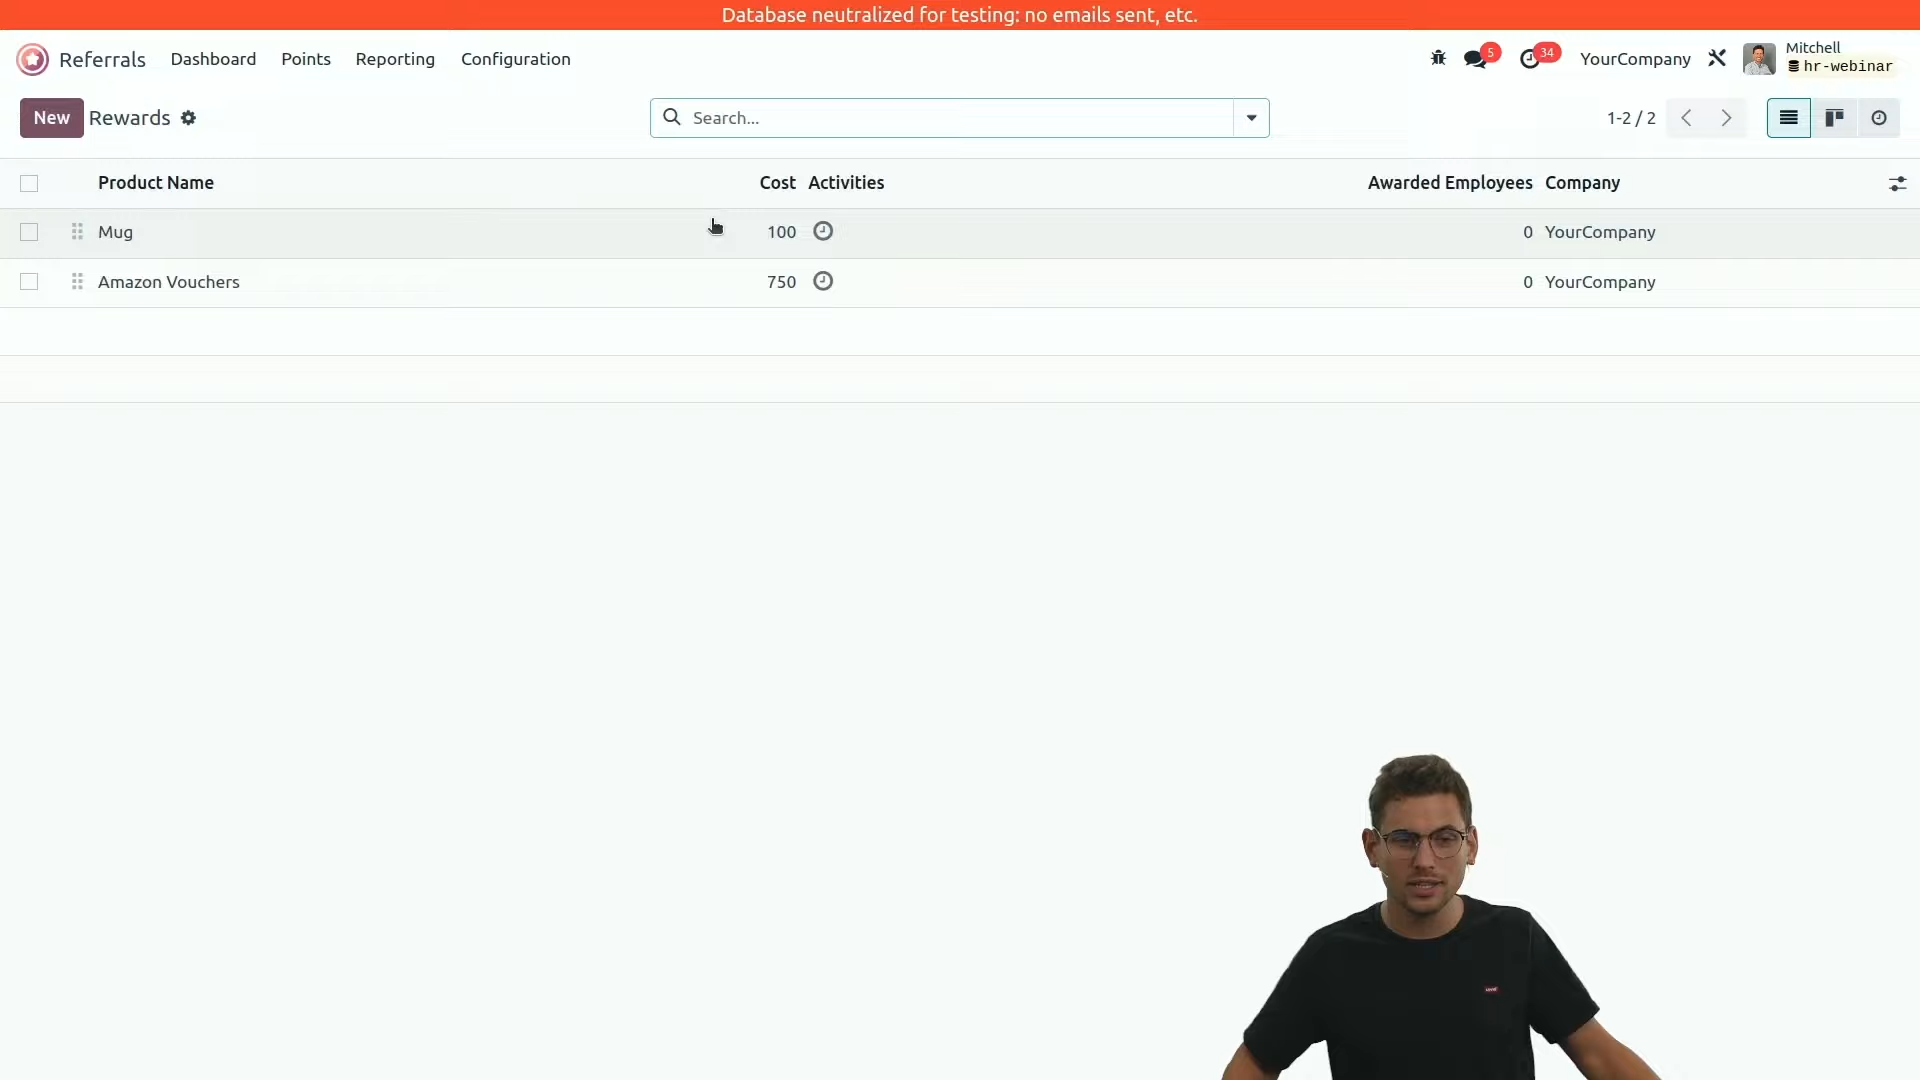 Database neutralized for testing: no emails sent, etc.
Referrals Dashboard Points Reporting Configuration 5 34 YourCompany Mitchell
hr-webinar
New Rewards Search... 1-2 / 2
Product Name Cost Activities Awarded Employees Company
Mug 100 0 YourCompany
Amazon Vouchers 750 0 YourCompany